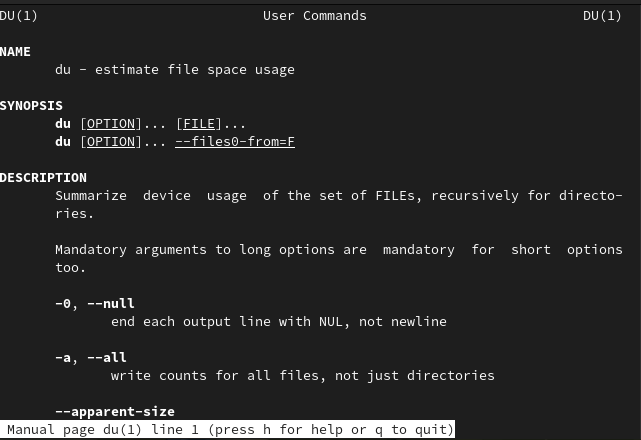 DU(1) User Commands DU(1)
NAME
du - estimate file space usage
SYNOPSIS
du [OPTION]... [FILE]...
du [OPTION]... --files0-from=F
DESCRIPTION
Summarize device usage of the set of FILEs, recursively for directo-
ries.
Mandatory arguments to long options are mandatory for short options
too.
-0, --null
end each output line with NUL, not newline
-a, --all
write counts for all files, not just directories
--apparent-size
Manual page du(1) line 1 (press h for help or q to quit)